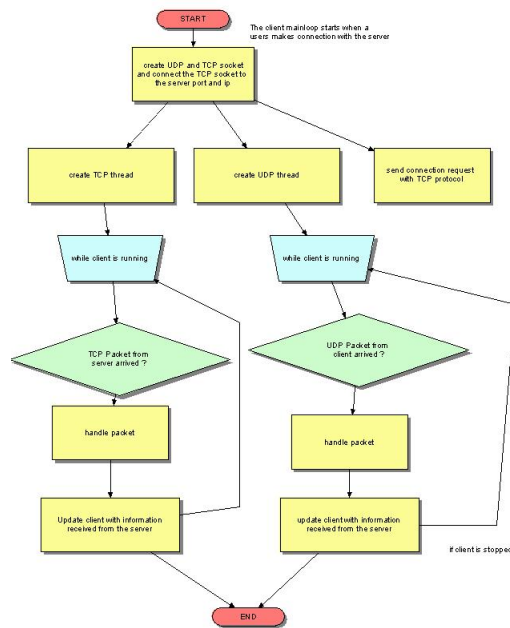 START
The client mainloop starts when a
users makes connection with the server
create UDP and TCP socket
and connect the TCP socket to
the server port and ip
create TCP thread
create UDP thread
send connection request
with TCP protocol
while client is running
while client is running
TCP Packet from
server arrived ?
UDP Packet from
client arrived ?
handle packet
handle packet
Update client with information
received from the server
update client with information
received from the server
if client is stopped
END